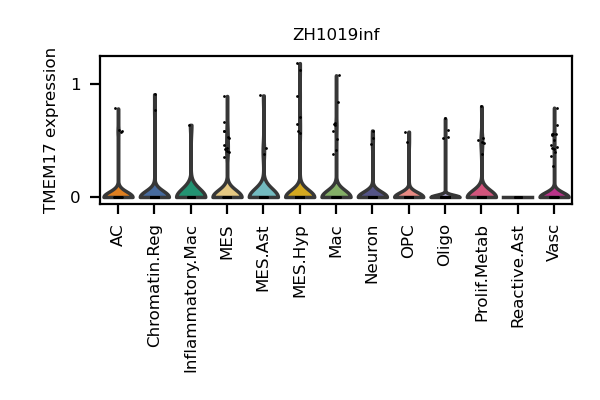 ZH1019inf
TMEM17 expression
1
0
AC
Chromatin.Reg
Inflammatory.Mac
MES
MES.Ast
MES.Hyp
Mac
Neuron
OPC
Oligo
Prolif.Metab
Reactive.Ast
Vasc